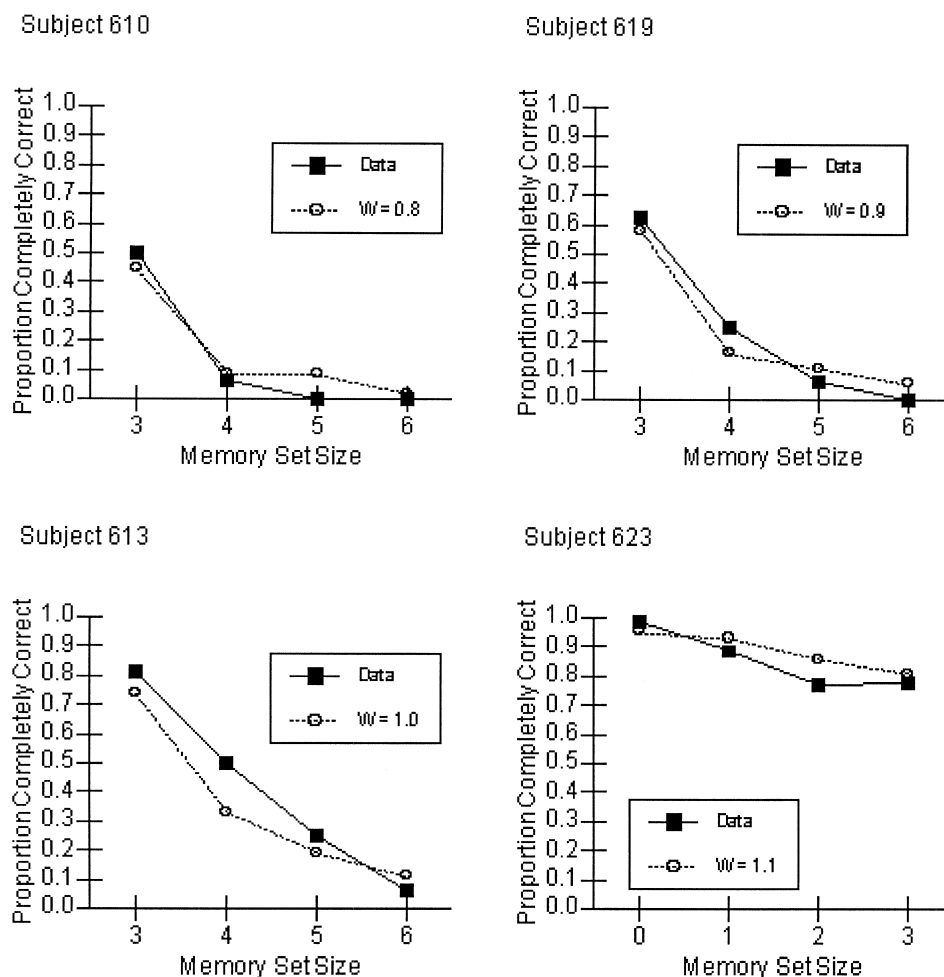 Subject 610
Proportion Completely Correct
1.0
0.9
0.8
0.7
0.6
0.5
0.4
0.3
0.2
0.1
0.0
Data
W = 0.8
3 4 5 6
Memory Set Size
Subject 619
Proportion Completely Correct
1.0
0.9
0.8
0.7
0.6
0.5
0.4
0.3
0.2
0.1
0.0
Data
W = 0.9
3 4 5 6
Memory Set Size
Subject 613
Proportion Completely Correct
1.0
0.9
0.8
0.7
0.6
0.5
0.4
0.3
0.2
0.1
0.0
Data
W = 1.0
3 4 5 6
Memory Set Size
Subject 623
Proportion Completely Correct
1.0
0.9
0.8
0.7
0.6
0.5
0.4
0.3
0.2
0.1
0.0
Data
W = 1.1
0 1 2 3
Memory Set Size